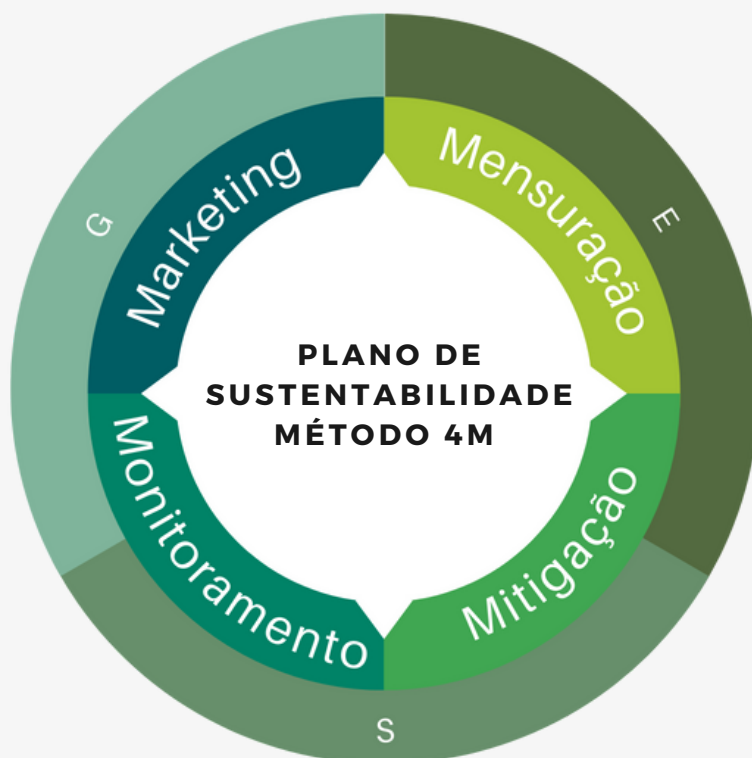 PLANO DE
SUSTENTABILIDADE
MÉTODO 4M
Mensuração
Mitigação
Monitoramento
Marketing
E
S
G